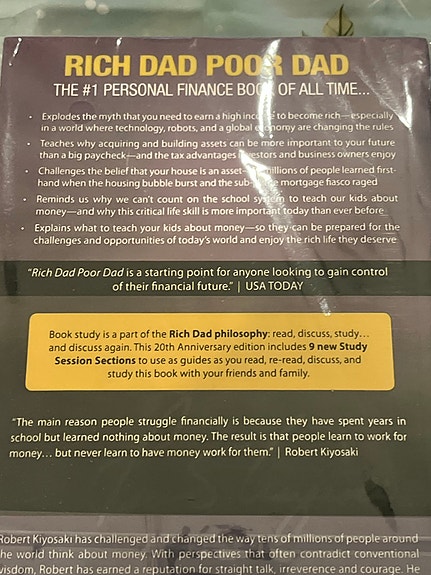 RICH DAD POOR DAD
THE #1 PERSONAL FINANCE BOOK OF ALL TIME...
• Explodes the myth that you need to earn a high income to become rich—especially
in a world where technology, robots, and a global economy are changing the rules
• Teaches why acquiring and building assets can be more important to your future
than a big paycheck—and the tax advantages investors and business owners enjoy
• Challenges the belief that your house is an asset—as millions of people learned first-
hand when the housing bubble burst and the sub-prime mortgage fiasco raged
• Reminds us why we can't count on the school system to teach our kids about
money—and why this critical life skill is more important today than ever before
• Explains what to teach your kids about money—so they can be prepared for the
challenges and opportunities of today's world and enjoy the rich life they deserve
"Rich Dad Poor Dad is a starting point for anyone looking to gain control
of their financial future." | USA TODAY
Book study is a part of the Rich Dad philosophy: read, discuss, study...
and discuss again. This 20th Anniversary edition includes 9 new Study
Session Sections to use as guides as you read, re-read, discuss, and
study this book with your friends and family.
"The main reason people struggle financially is because they have spent years in
school but learned nothing about money. The result is that people learn to work for
money... but never learn to have money work for them." | Robert Kiyosaki
Robert Kiyosaki has challenged and changed the way tens of millions of people around
the world think about money. With perspectives that often contradict conventional
wisdom, Robert has earned a reputation for straight talk, irreverence and courage. He